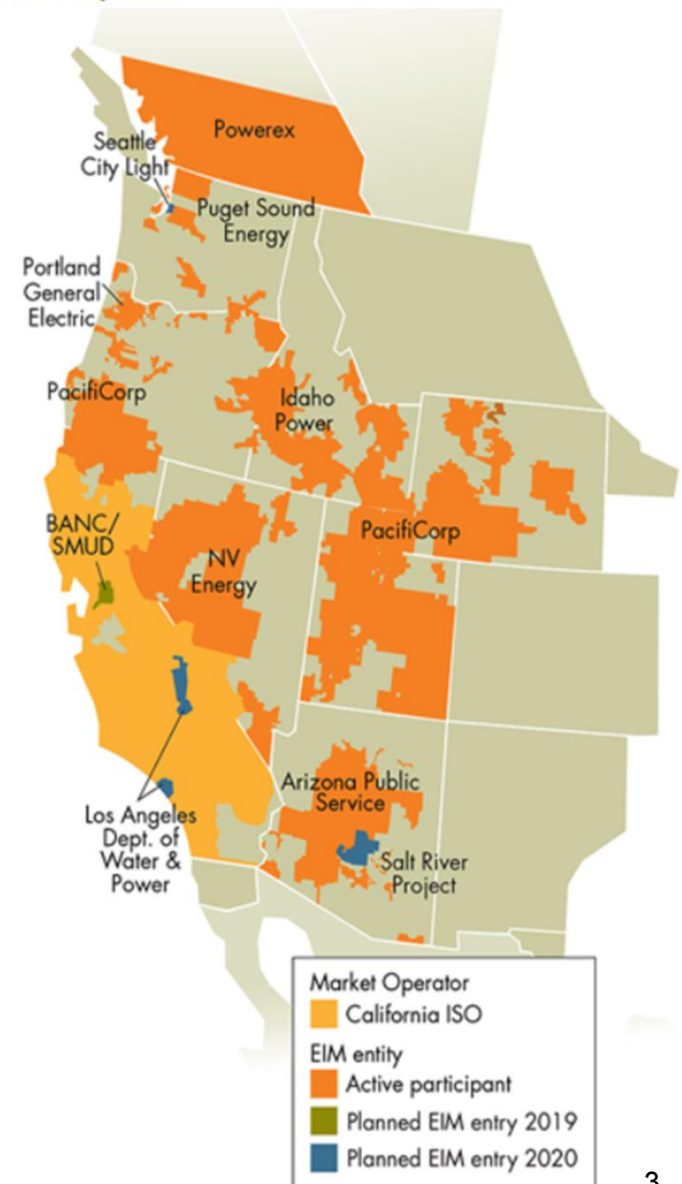 Powerex
Seattle
City Light
Puget Sound
Energy
Portland
General
Electric
PacifiCorp
Idaho
Power
BANC/
SMUD
NV
Energy
PacifiCorp
Arizona Public
Service
Los Angeles
Dept. of
Water &
Power
Salt River
Project
Market Operator
California ISO
EIM entity
Active participant
Planned EIM entry 2019
Planned EIM entry 2020
3